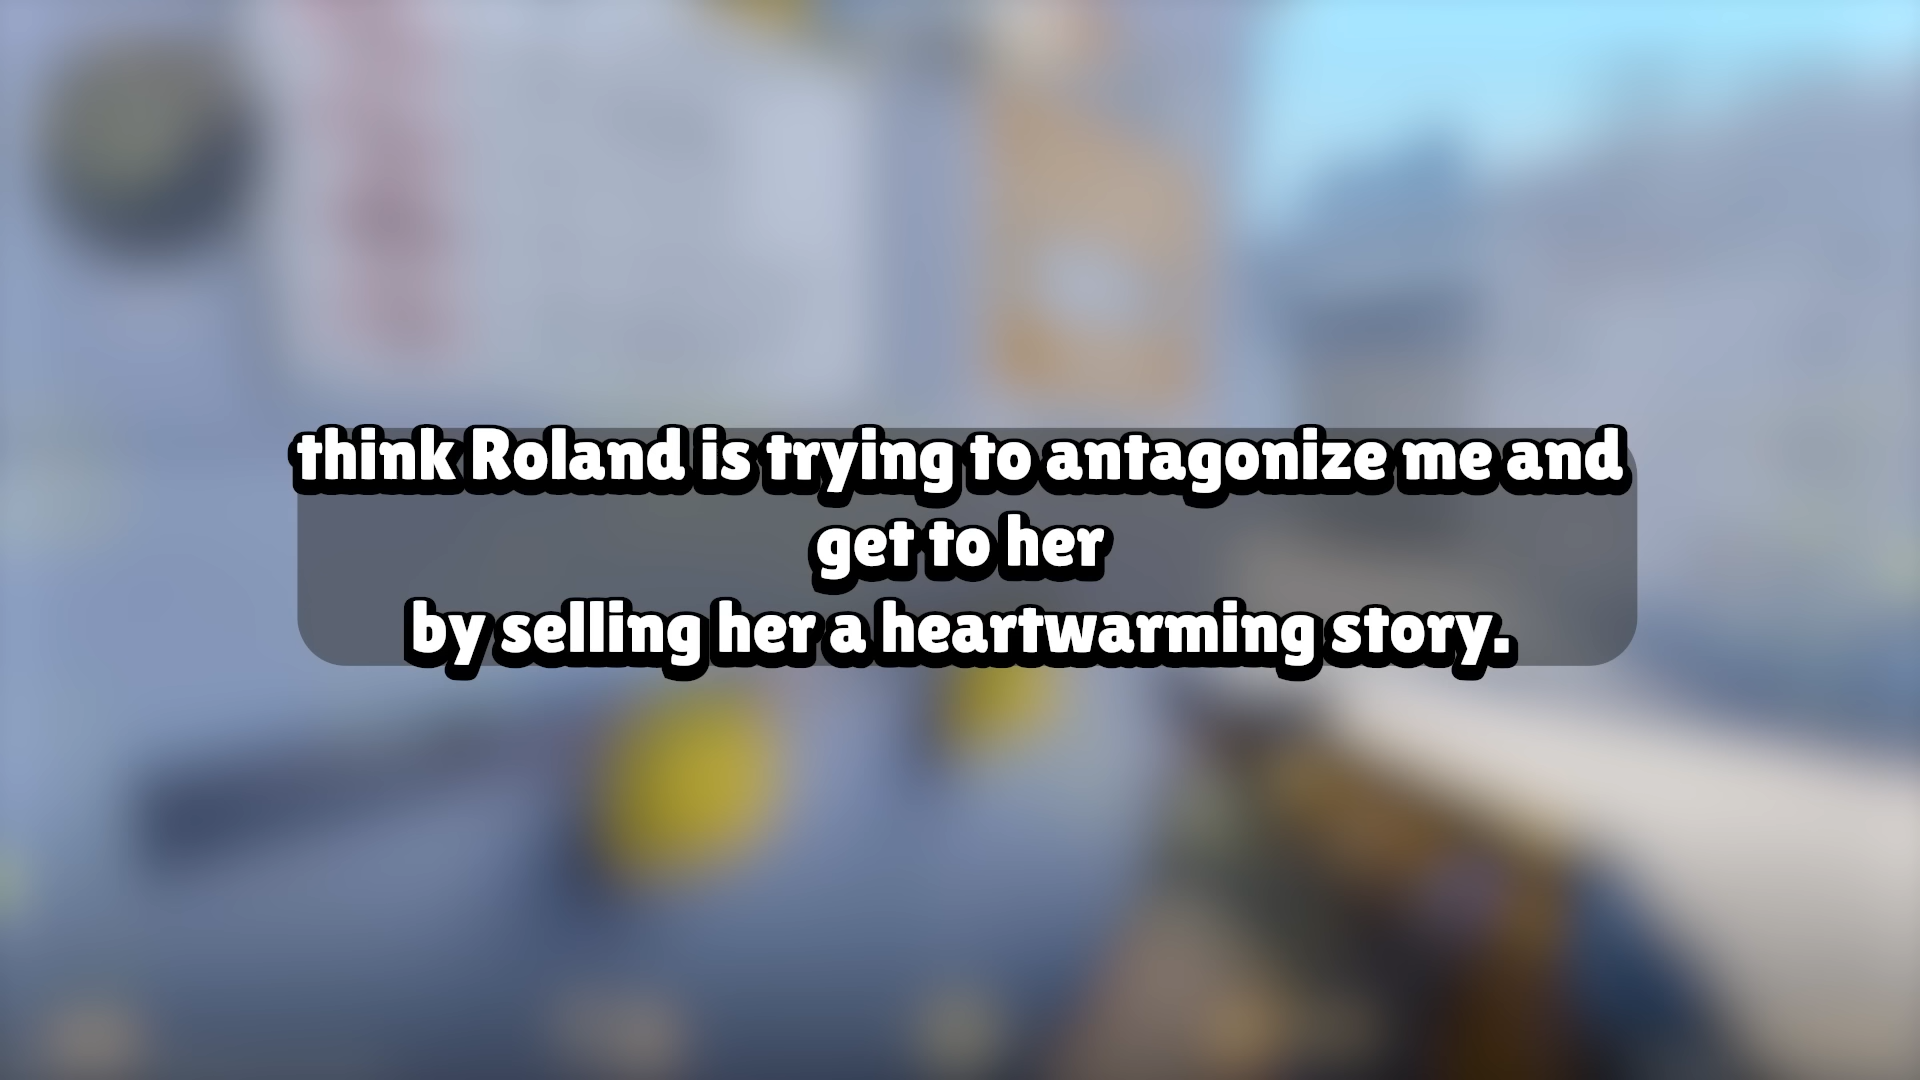 think Roland is trying to antagonize me and
get to her
by selling her a heartwarming story.